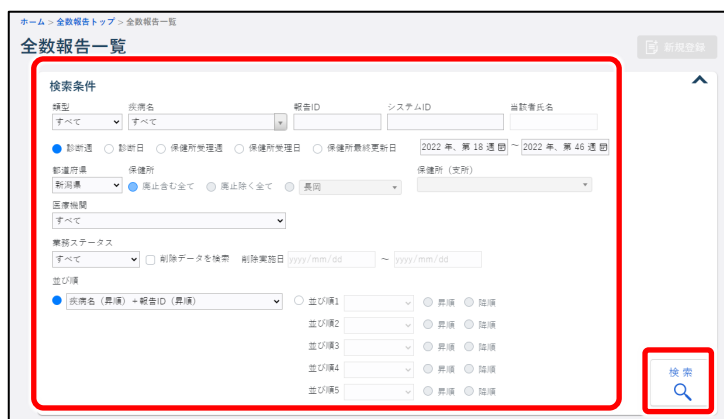 ホーム > 全数報告トップ > 全数報告一覧
全数報告一覧
新規登録
検索条件
類型 疾病名 報告ID システムID 当該者氏名
すべて すべて
診断週 診断日 保健所受理週 保健所受理日 保健所最終更新日 2022 年、第 18 週 ~ 2022 年、第 46 週
都道府県 保健所 保健所（支所）
新潟県 廃止含む全て 廃止除く全て 長岡
医療機関
すべて
業務ステータス
すべて 削除データを検索 削除実施日 yyyy/mm/dd ~ yyyy/mm/dd
並び順
疾病名（昇順）+報告ID（昇順） 並び順1 昇順 降順
並び順2 昇順 降順
並び順3 昇順 降順
並び順4 昇順 降順
並び順5 昇順 降順
検索